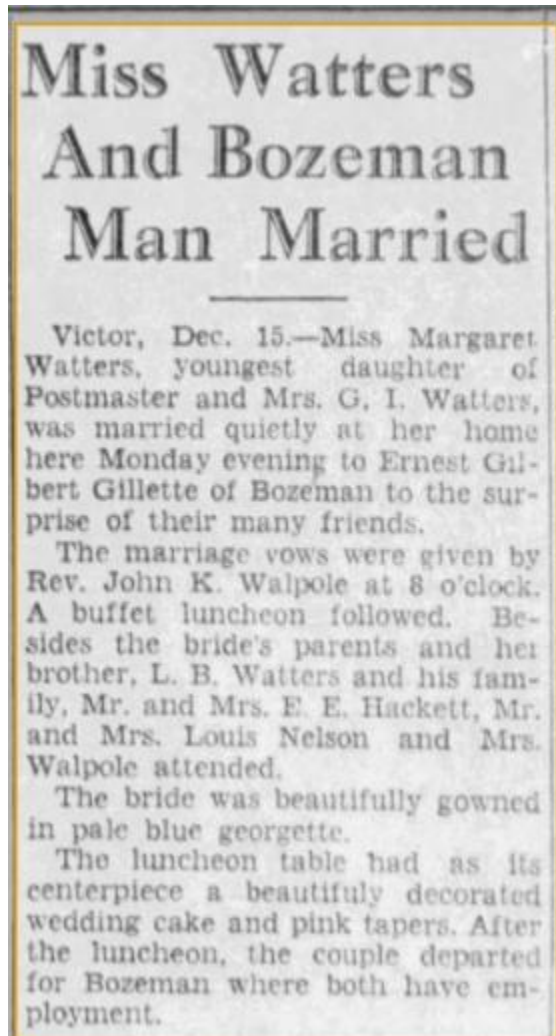 Miss Watters
And Bozeman
Man Married
Victor, Dec. 15.—Miss Margaret
Watters, youngest daughter of
Postmaster and Mrs. G. I. Watters,
was married quietly at her home
here Monday evening to Ernest Gil-
bert Gillette of Bozeman to the sur-
prise of their many friends.
The marriage vows were given by
Rev. John K. Walpole at 8 o'clock.
A buffet luncheon followed. Be-
sides the bride's parents and her
brother, L. B. Watters and his fam-
ily, Mr. and Mrs. E. E. Hackett, Mr.
and Mrs. Louis Nelson and Mrs.
Walpole attended.
The bride was beautifully gowned
in pale blue georgette.
The luncheon table had as its
centerpiece a beautifuly decorated
wedding cake and pink tapers. After
the luncheon, the couple departed
for Bozeman where both have em-
ployment.